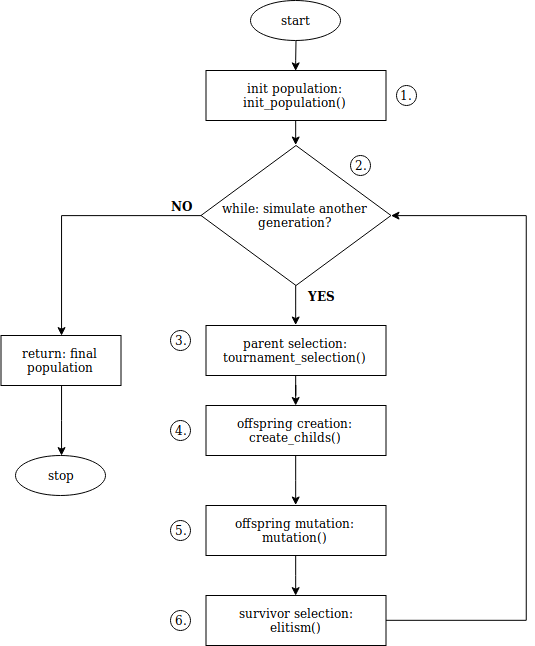 start
init population:
init_population()
1.
2.
while: simulate another
generation?
NO
YES
3.
parent selection:
tournament_selection()
return: final
population
4.
offspring creation:
create_childs()
stop
5.
offspring mutation:
mutation()
6.
survivor selection:
elitism()